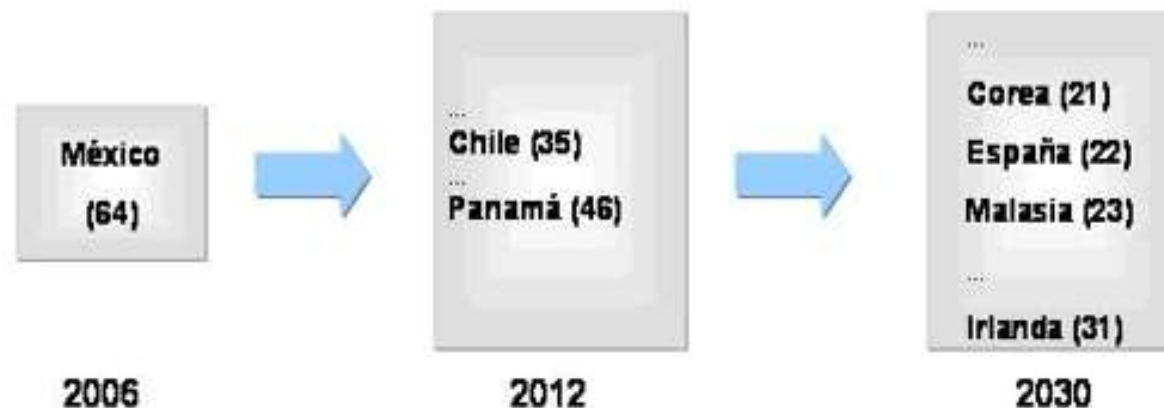 México
(64)
2006
...
Chile (35)
...
Panamá (46)
2012
...
Corea (21)
España (22)
Malasia (23)
...
Irlanda (31)
2030